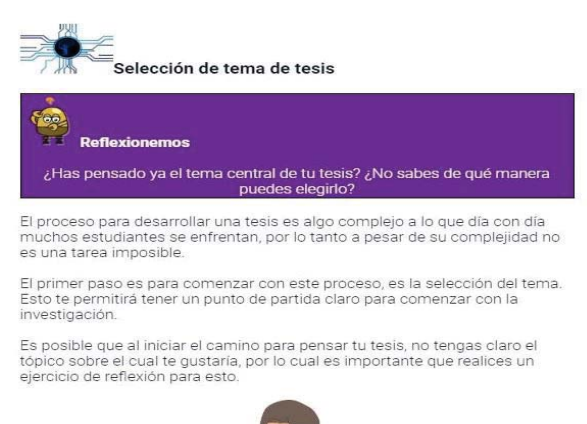 Selección de tema de tesis
Reflexionemos
¿Has pensado ya el tema central de tu tesis? ¿No sabes de qué manera
puedes elegirlo?
El proceso para desarrollar una tesis es algo complejo a lo que día con día
muchos estudiantes se enfrentan, por lo tanto a pesar de su complejidad no
es una tarea imposible.
El primer paso es para comenzar con este proceso, es la selección del tema.
Esto te permitirá tener un punto de partida claro para comenzar con la
investigación.
Es posible que al iniciar el camino para pensar tu tesis, no tengas claro el
tópico sobre el cual te gustaría, por lo cual es importante que realices un
ejercicio de reflexión para esto.